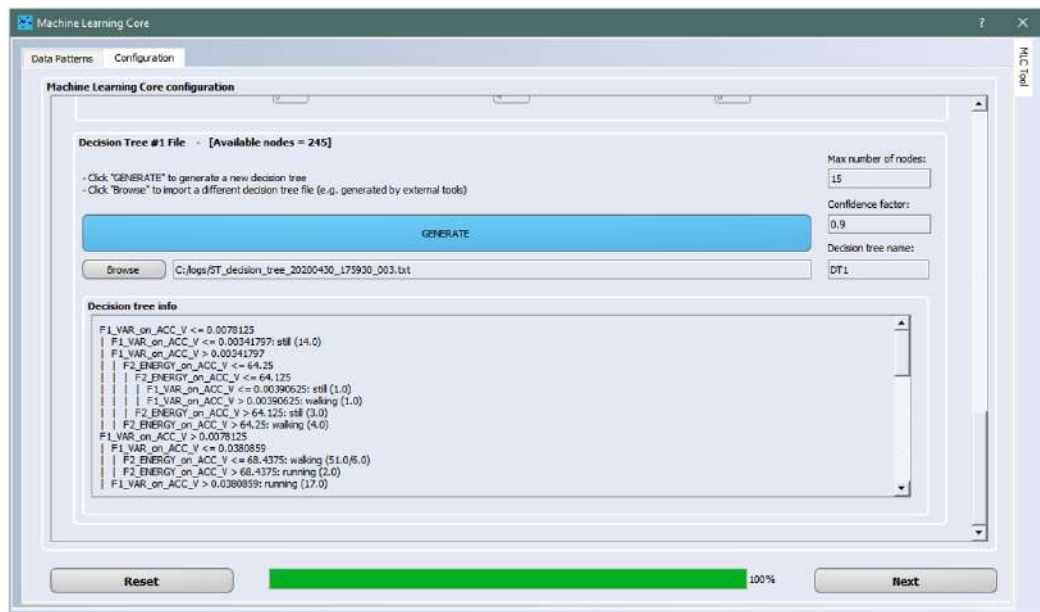 Machine Learning Core
? ×
MLC Tool
Data Patterns Configuration
Machine Learning Core configuration
Decision Tree #1 File - [Available nodes = 245]
- Click "GENERATE" to generate a new decision tree
- Click "Browse" to import a different decision tree file (e.g. generated by external tools)
Max number of nodes:
15
Confidence factor:
0.9
GENERATE
Decision tree name:
Browse C:/logs/ST_decision_tree_20200430_175930_003.txt DT1
Decision tree info
F1_VAR_on_ACC_V <= 0.0078125
| F1_VAR_on_ACC_V <= 0.00341797: still (14.0)
| F1_VAR_on_ACC_V > 0.00341797
| | F2_ENERGY_on_ACC_V <= 64.25
| | | F2_ENERGY_on_ACC_V <= 64.125
| | | | F1_VAR_on_ACC_V <= 0.00390625: still (1.0)
| | | | F1_VAR_on_ACC_V > 0.00390625: walking (1.0)
| | | F2_ENERGY_on_ACC_V > 64.125: still (3.0)
| | F2_ENERGY_on_ACC_V > 64.25: walking (4.0)
F1_VAR_on_ACC_V > 0.0078125
| F1_VAR_on_ACC_V <= 0.0380859
| | F2_ENERGY_on_ACC_V <= 68.4375: walking (51.0/6.0)
| | F2_ENERGY_on_ACC_V > 68.4375: running (2.0)
| F1_VAR_on_ACC_V > 0.0380859: running (17.0)
Reset 100% Next